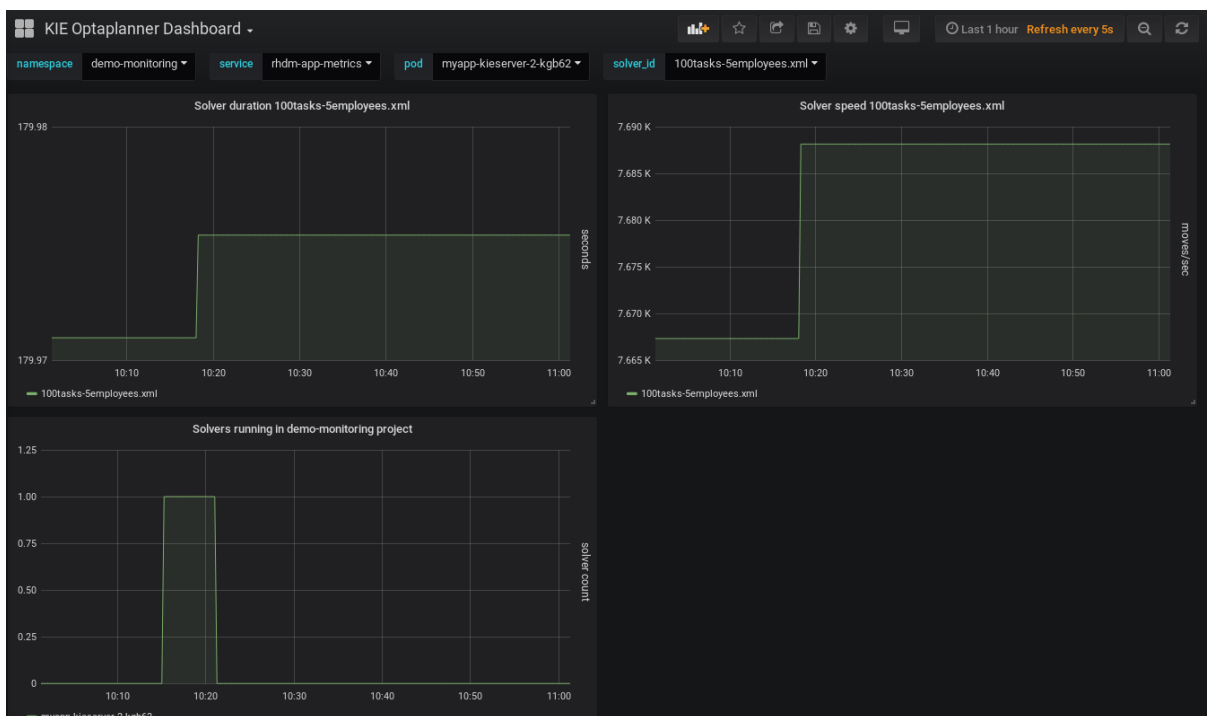 KIE Optaplanner Dashboard
Last 1 hour Refresh every 5s
namespace demo-monitoring service rhdm-app-metrics pod myapp-kieserver-2-kgb62 solver_id 100tasks-5employees.xml
Solver duration 100tasks-5employees.xml
179.98
179.97
seconds
10:10 10:20 10:30 10:40 10:50 11:00
100tasks-5employees.xml
Solver speed 100tasks-5employees.xml
7.690 K
7.685 K
7.680 K
7.675 K
7.670 K
7.665 K
moves/sec
10:10 10:20 10:30 10:40 10:50 11:00
100tasks-5employees.xml
Solvers running in demo-monitoring project
1.25
1.00
0.75
0.50
0.25
0
solver count
10:10 10:20 10:30 10:40 10:50 11:00
myapp-kieserver-2-kgb62